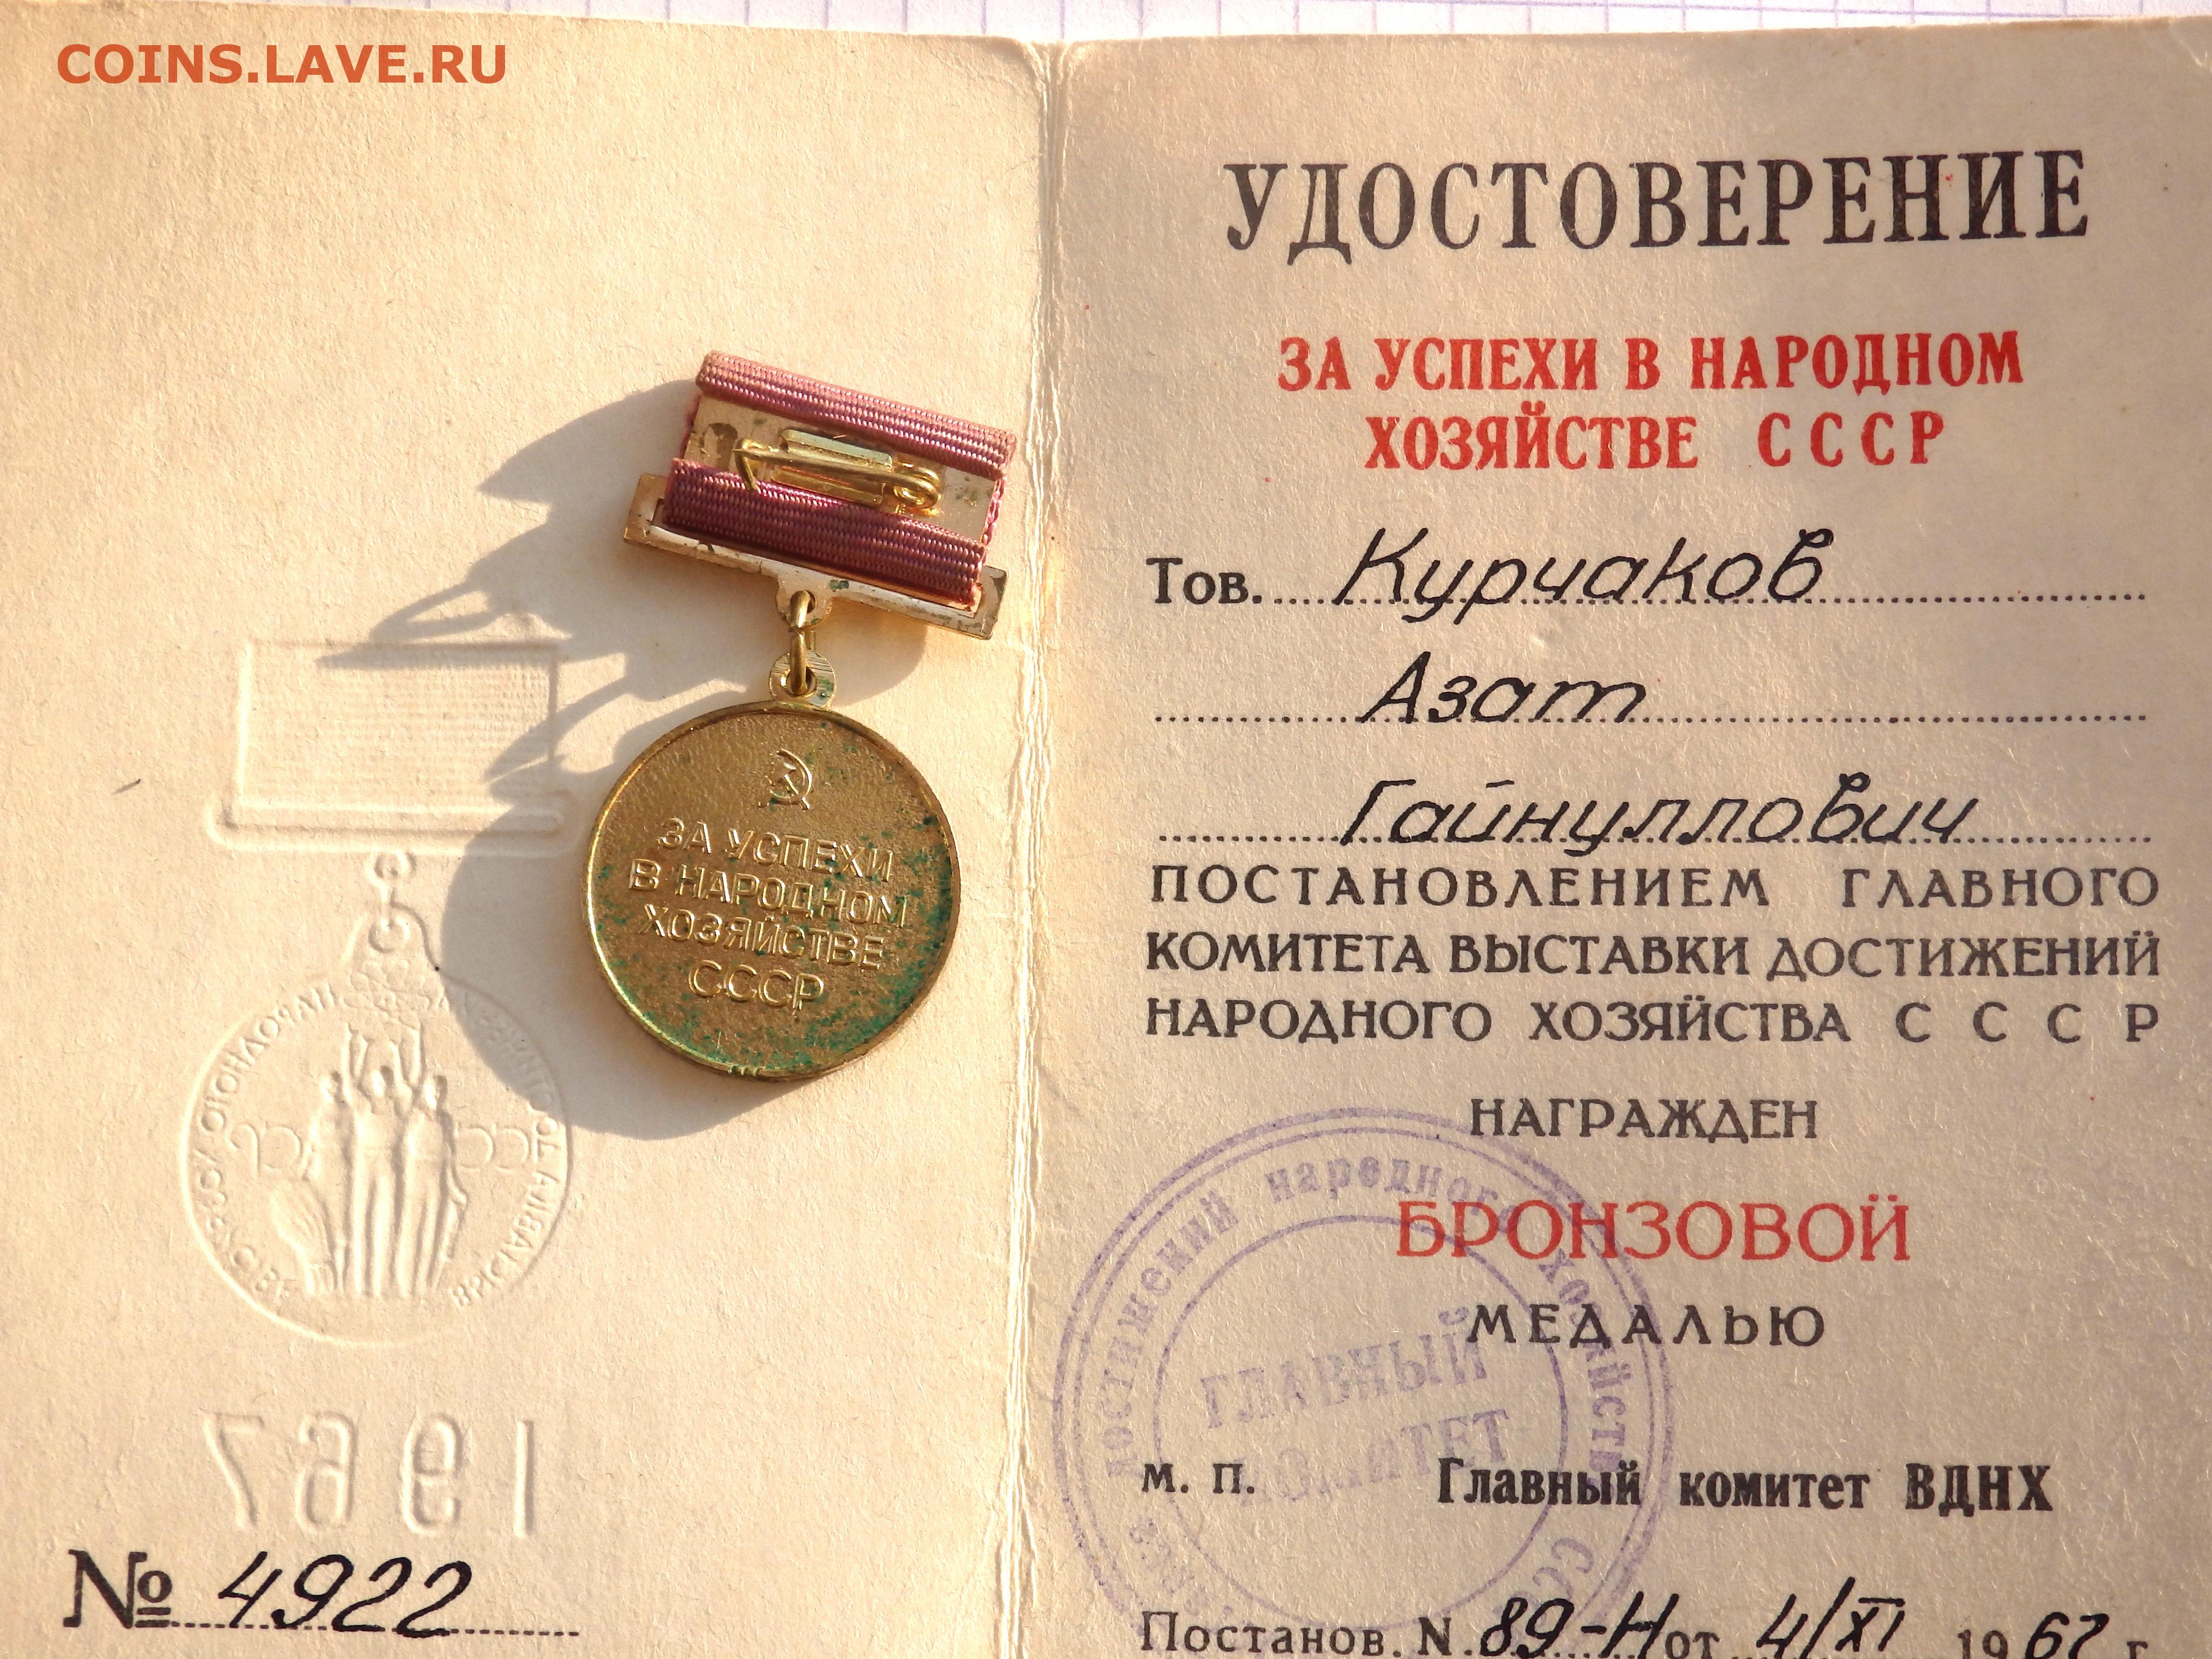 COINS.LAVE.RU
ЗА УСПЕХИ
В НАРОДНОМ
ХОЗЯЙСТВЕ
СССР
1967
№ 4922
УДОСТОВЕРЕНИЕ
ЗА УСПЕХИ В НАРОДНОМ
ХОЗЯЙСТВЕ СССР
Тов. Курчаков
Азат
Гайнуллович
ПОСТАНОВЛЕНИЕМ ГЛАВНОГО
КОМИТЕТА ВЫСТАВКИ ДОСТИЖЕНИЙ
НАРОДНОГО ХОЗЯЙСТВА С С С Р
НАГРАЖДЕН
БРОНЗОВОЙ
МЕДАЛЬЮ
народного
ГЛАВНЫЙ
КОМИТЕТ
М. П. Главный комитет ВДНХ
Постанов. N. 89-Н от 4/XI 1967 г.